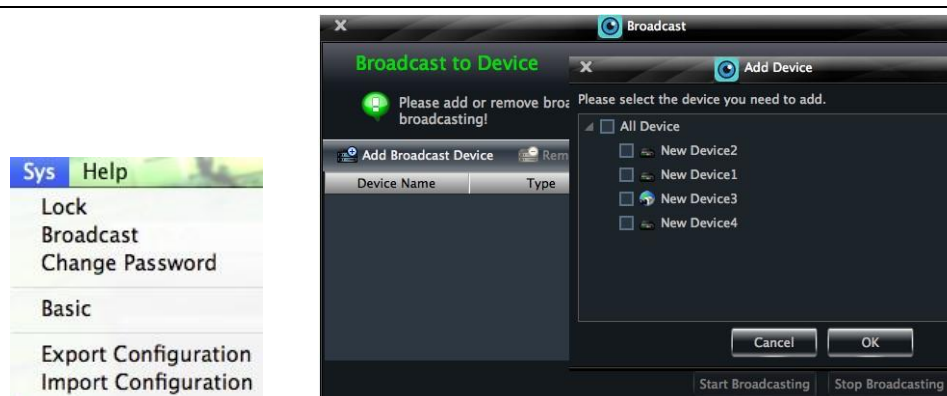 Sys Help
Lock
Broadcast
Change Password
Basic
Export Configuration
Import Configuration
Broadcast
Broadcast to Device
Please add or remove
broadcasting!
Add Broadcast Device
Device Name Type
Add Device
Please select the device you need to add.
All Device
New Device2
New Device1
New Device3
New Device4
Cancel OK
Start Broadcasting Stop Broadcasting